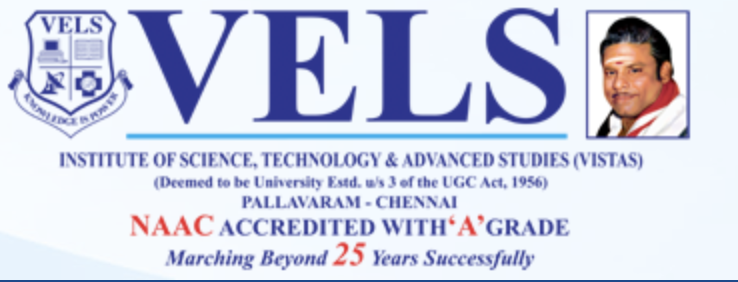 VELS
KNOWLEDGE IS POWER
VELS
INSTITUTE OF SCIENCE, TECHNOLOGY & ADVANCED STUDIES (VISTAS)
(Deemed to be University Estd. u/s 3 of the UGC Act, 1956)
PALLAVARAM - CHENNAI
NAAC ACCREDITED WITH‘A’GRADE
Marching Beyond 25 Years Successfully